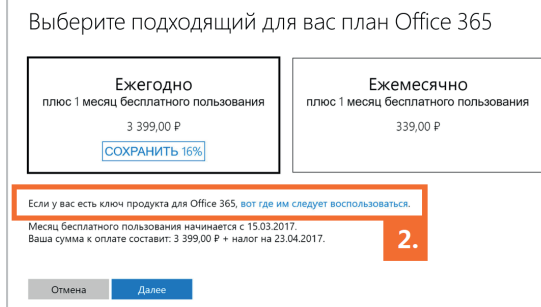 Выберите подходящий для вас план Office 365
Ежегодно
плюс 1 месяц бесплатного пользования
3 399,00 ₽
СОХРАНИТЬ 16%
Ежемесячно
плюс 1 месяц бесплатного пользования
339,00 ₽
Если у вас есть ключ продукта для Office 365, вот где им следует воспользоваться.
Месяц бесплатного пользования начинается с 15.03.2017.
Ваша сумма к оплате составит: 3 399,00 ₽ + налог на 23.04.2017.
2.
Отмена
Далее